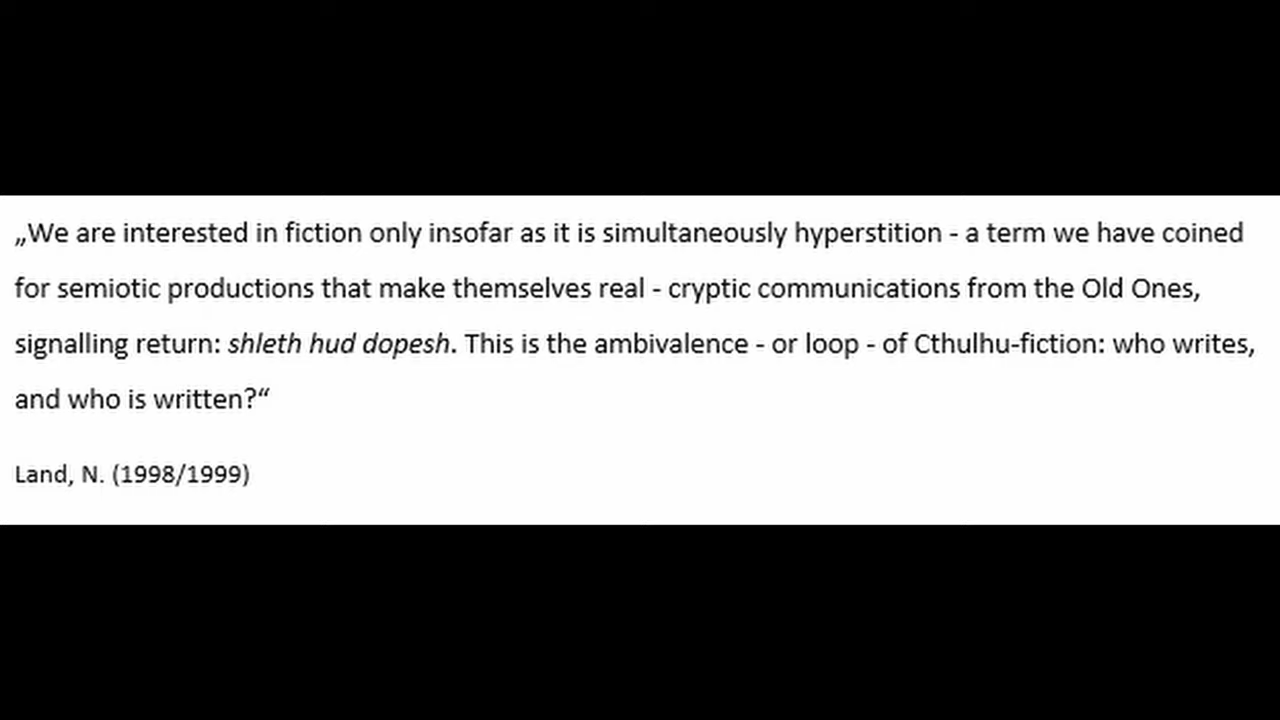 „We are interested in fiction only insofar as it is simultaneously hyperstition - a term we have coined
for semiotic productions that make themselves real - cryptic communications from the Old Ones,
signalling return: shleth hud dopesh. This is the ambivalence - or loop - of Cthulhu-fiction: who writes,
and who is written?“
Land, N. (1998/1999)